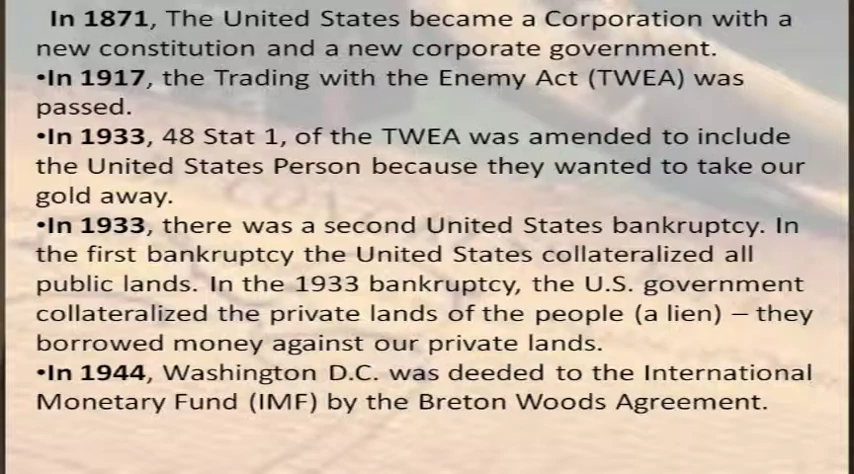 In 1871, The United States became a Corporation with a
new constitution and a new corporate government.
•In 1917, the Trading with the Enemy Act (TWEA) was
passed.
•In 1933, 48 Stat 1, of the TWEA was amended to include
the United States Person because they wanted to take our
gold away.
•In 1933, there was a second United States bankruptcy. In
the first bankruptcy the United States collateralized all
public lands. In the 1933 bankruptcy, the U.S. government
collateralized the private lands of the people (a lien) – they
borrowed money against our private lands.
•In 1944, Washington D.C. was deeded to the International
Monetary Fund (IMF) by the Breton Woods Agreement.